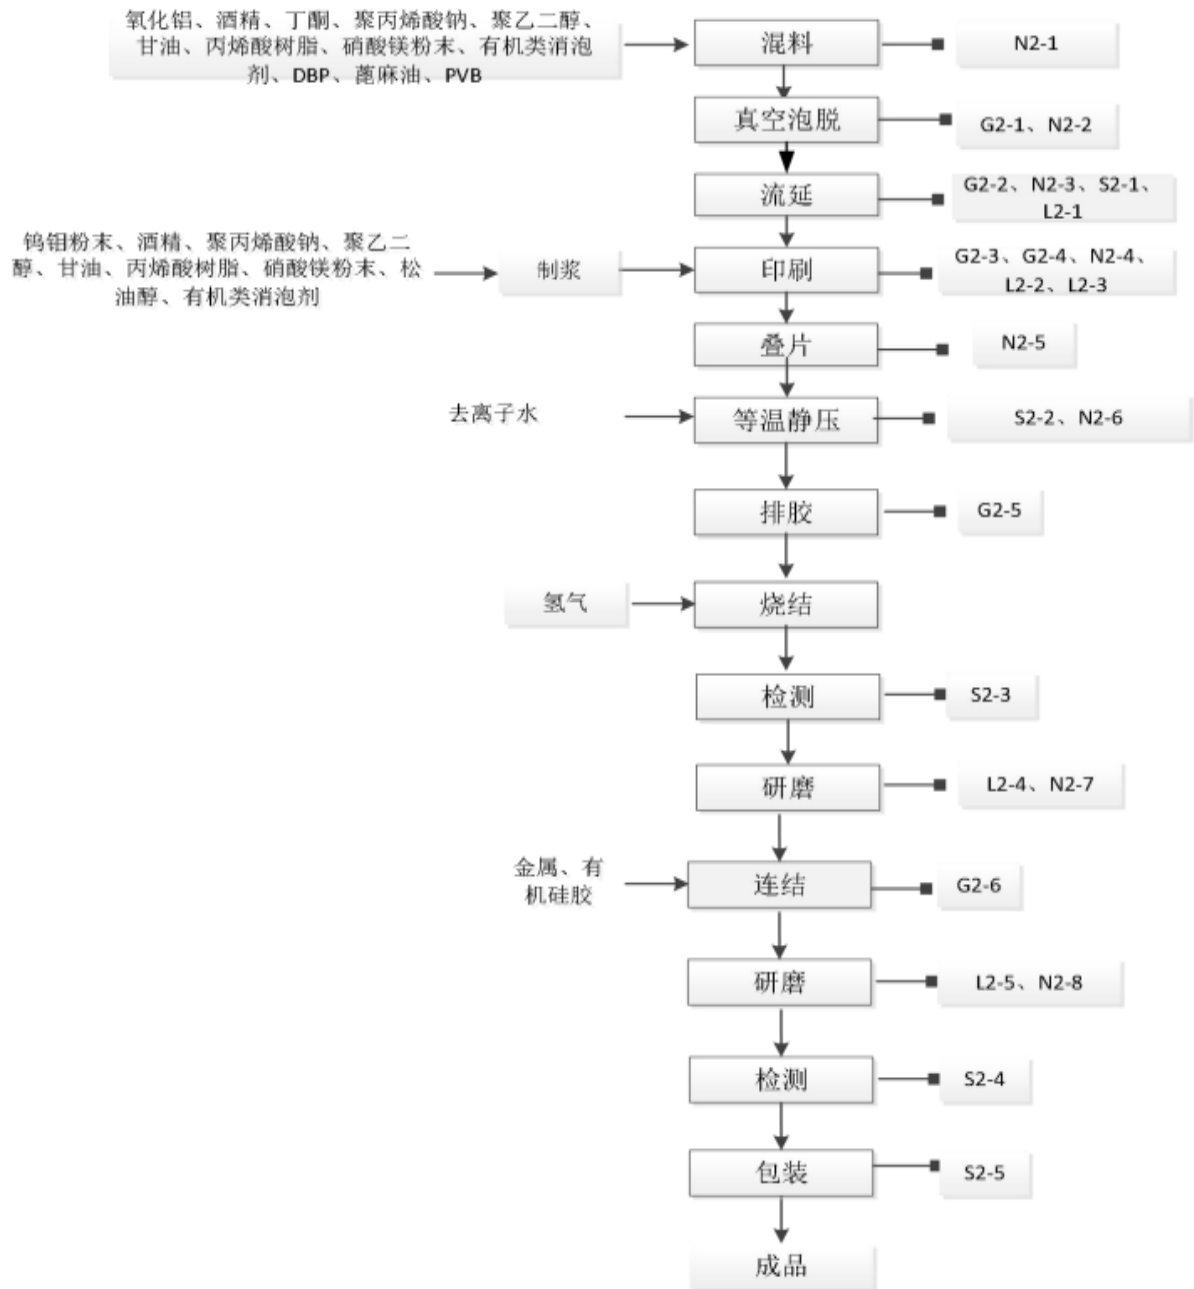 氧化铝、酒精、丁酮、聚丙烯酸钠、聚乙二醇、
甘油、丙烯酸树脂、硝酸镁粉末、有机类消泡
剂、DBP、蓖麻油、PVB
混料
N2-1
真空泡脱
G2-1、N2-2
流延
G2-2、N2-3、S2-1、
L2-1
钨钼粉末、酒精、聚丙烯酸钠、聚乙二
醇、甘油、丙烯酸树脂、硝酸镁粉末、松
油醇、有机类消泡剂
制浆
印刷
G2-3、G2-4、N2-4、
L2-2、L2-3
叠片
N2-5
去离子水
等温静压
S2-2、N2-6
排胶
G2-5
氢气
烧结
检测
S2-3
研磨
L2-4、N2-7
金属、有
机硅胶
连结
G2-6
研磨
L2-5、N2-8
检测
S2-4
包装
S2-5
成品